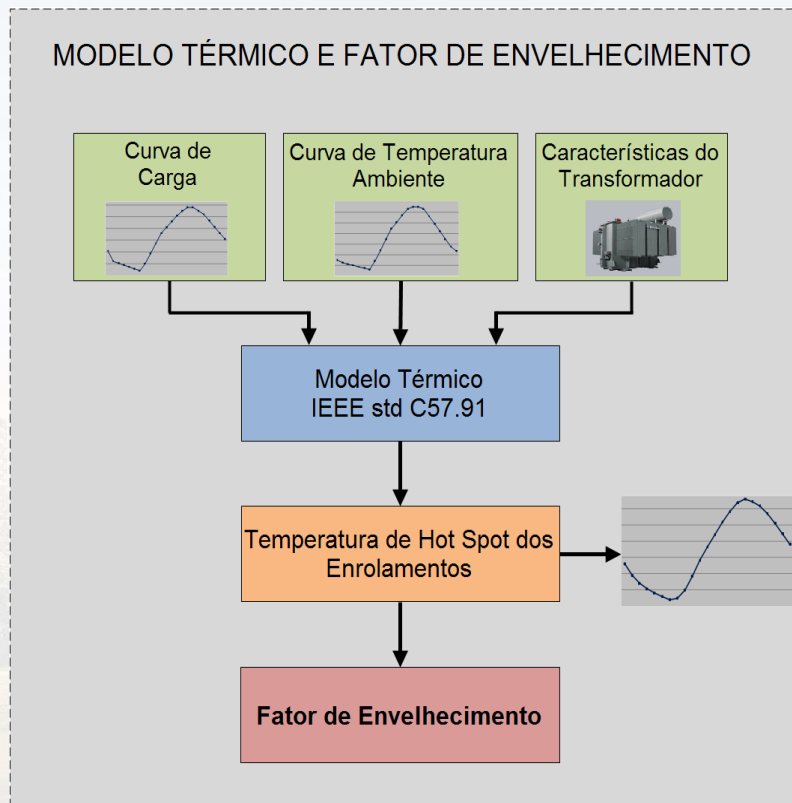 MODELO TÉRMICO E FATOR DE ENVELHECIMENTO
Curva de
Carga
Curva de Temperatura
Ambiente
Características do
Transformador
Modelo Térmico
IEEE std C57.91
Temperatura de Hot Spot dos
Enrolamentos
Fator de Envelhecimento